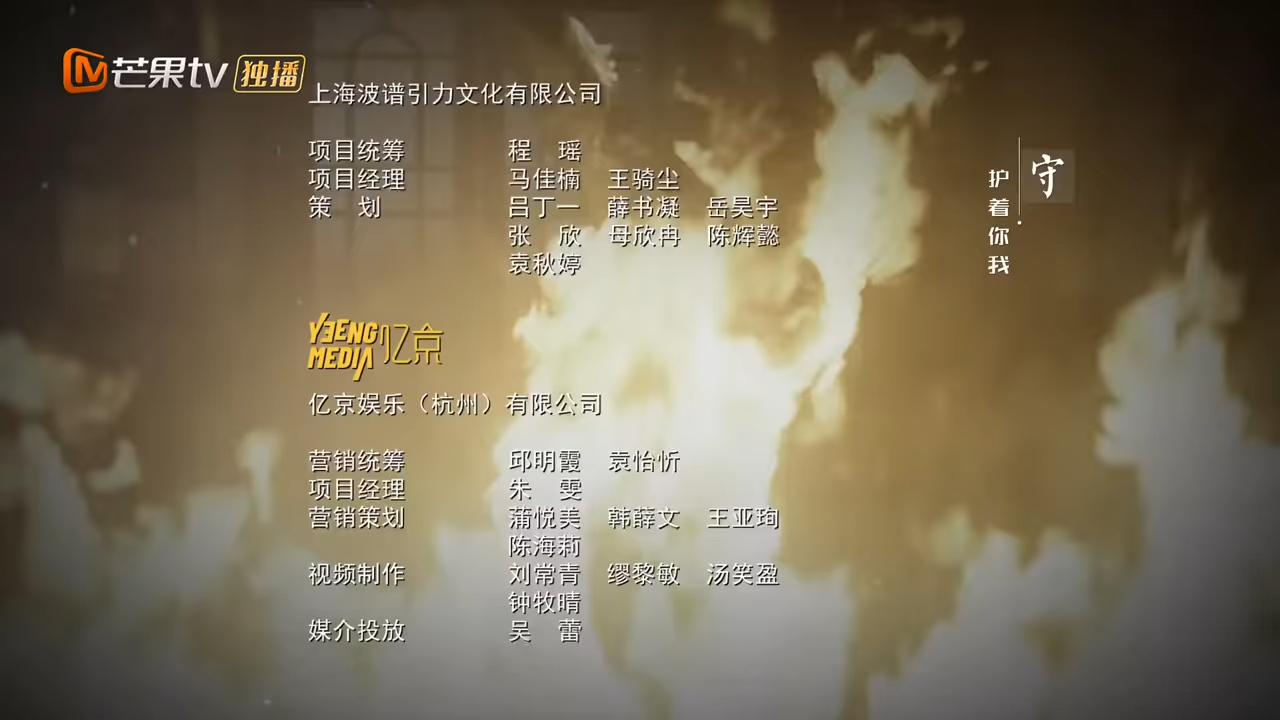 芒果tv 独播
上海波谱引力文化有限公司
项目统筹 程 瑶
项目经理 马佳楠 王骑尘
策 划 吕丁一 薛书凝 岳昊宇
张 欣 母欣冉 陈辉懿
袁秋婷
YEENG MEDIA 亿京
亿京娱乐（杭州）有限公司
营销统筹 邱明霞 袁怡忻
项目经理 朱 雯
营销策划 蒲悦美 韩薛文 王亚珣
陈海莉
视频制作 刘常青 缪黎敏 汤笑盈
钟牧晴
媒介投放 吴 蕾
守
护着你我